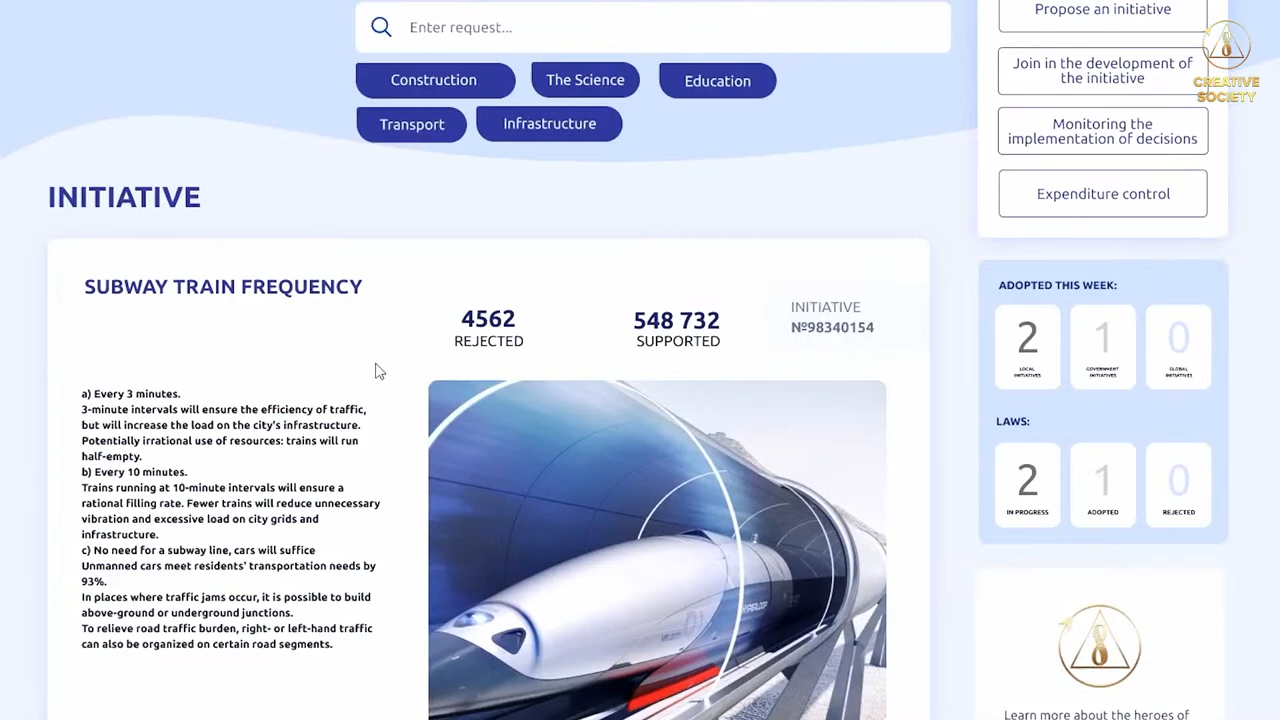 Enter request...
Construction
The Science
Education
Transport
Infrastructure
Propose an initiative
Join in the development of
the initiative
Monitoring the
implementation of decisions
Expenditure control
CREATIVE
SOCIETY
INITIATIVE
SUBWAY TRAIN FREQUENCY
4562
REJECTED
548 732
SUPPORTED
INITIATIVE
№98340154
a) Every 3 minutes.
3-minute intervals will ensure the efficiency of traffic,
but will increase the load on the city's infrastructure.
Potentially irrational use of resources: trains will run
half-empty.
b) Every 10 minutes.
Trains running at 10-minute intervals will ensure a
rational filling rate. Fewer trains will reduce unnecessary
vibration and excessive load on city grids and
infrastructure.
c) No need for a subway line, cars will suffice
Unmanned cars meet residents' transportation needs by
93%.
In places where traffic jams occur, it is possible to build
above-ground or underground junctions.
To relieve road traffic burden, right- or left-hand traffic
can also be organized on certain road segments.
ADOPTED THIS WEEK:
2
LOCAL
INITIATIVES
1
GOVERNMENT
INITIATIVES
0
GLOBAL
INITIATIVES
LAWS:
2
IN PROGRESS
1
ADOPTED
0
REJECTED
Learn more about the heroes of